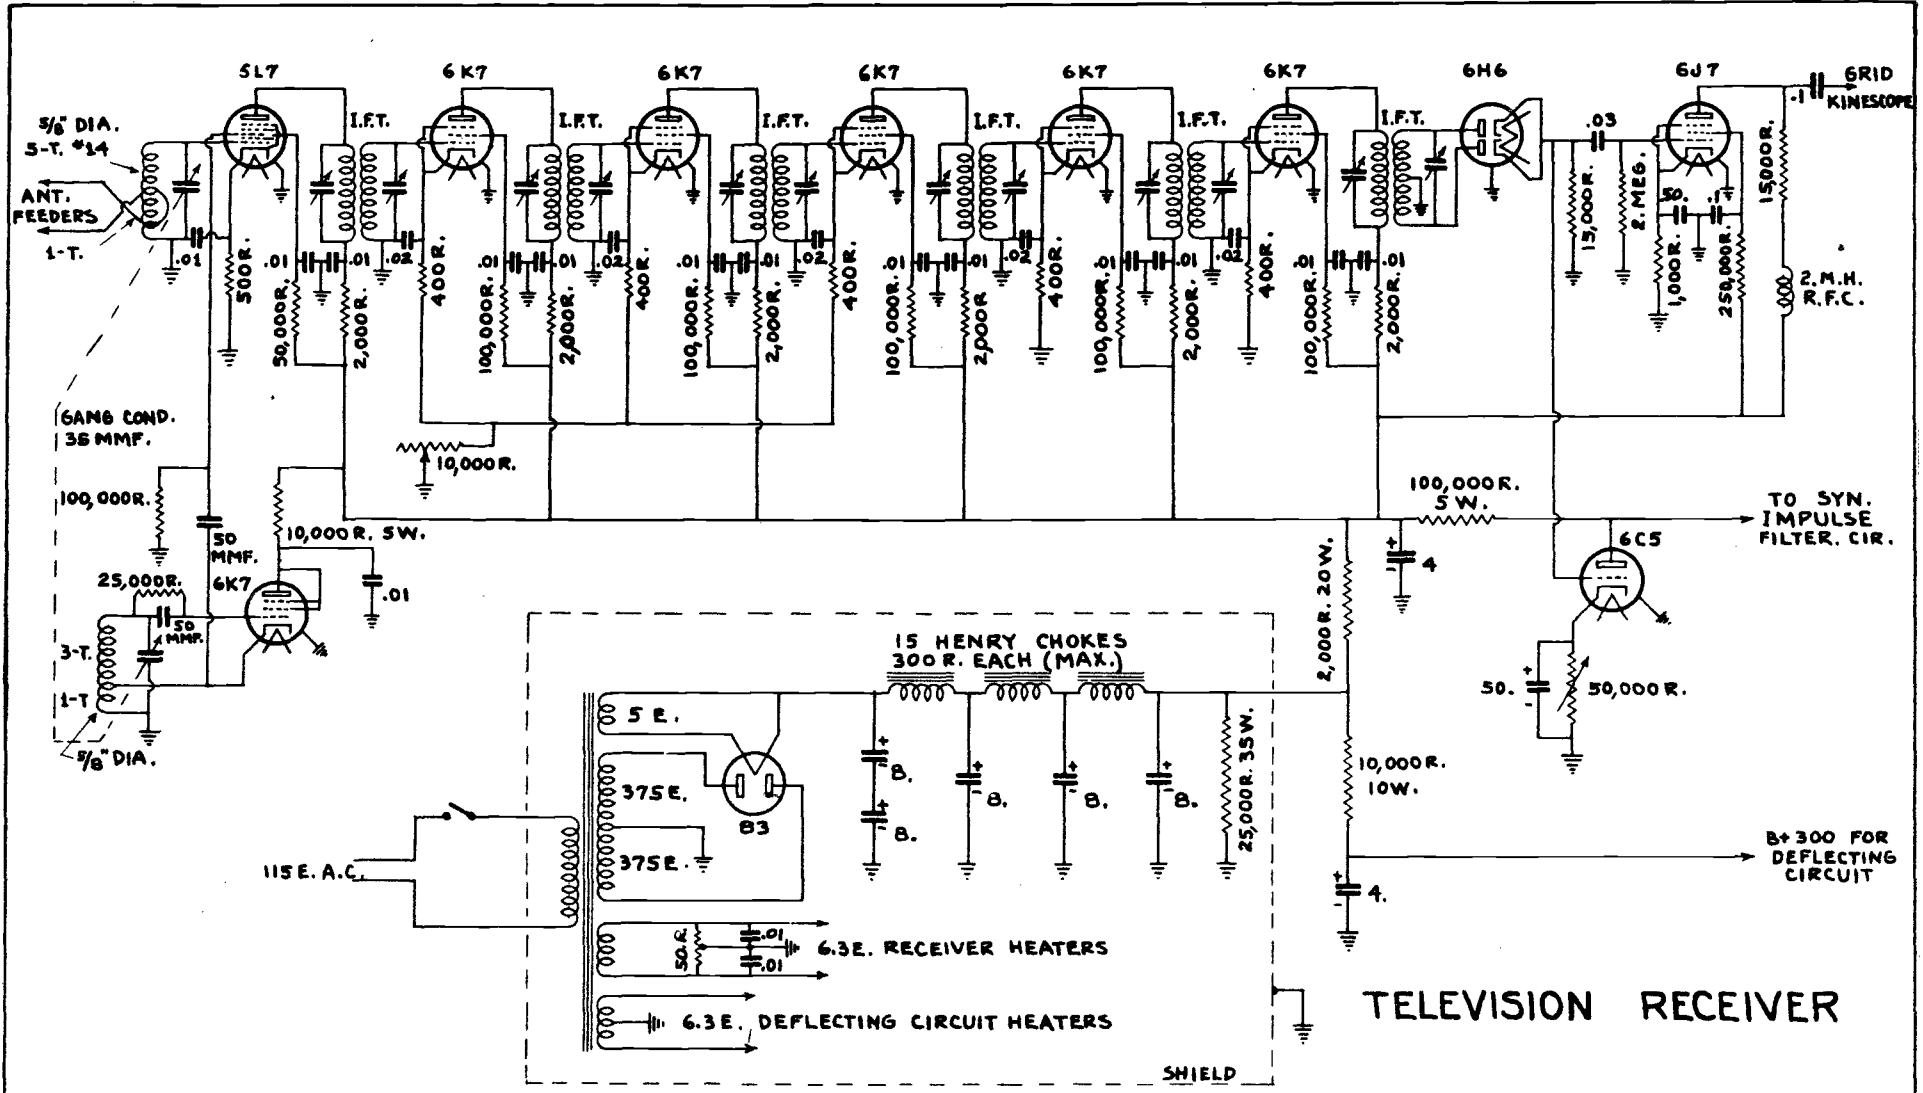 5L7
6K7
6K7
6K7
6K7
6K7
6H6
6J7
GRID
KINESCOPE
.1
5/8" DIA.
5-T. #14
ANT.
FEEDERS
1-T.
I.F.T.
I.F.T.
I.F.T.
I.F.T.
I.F.T.
I.F.T.
.03
15,000R.
2. MEG.
50.
.1
1,000R.
250,000R.
15,000R.
2.M.H.
R.F.C.
.01
500R.
.01
.01
50,000R.
2,000R.
.02
400R.
.01
.01
100,000R.
2,000R.
.02
400R.
.01
.01
100,000R.
2,000R.
.02
400R.
.01
.01
100,000R.
2,000R
.02
400R.
.01
.01
100,000R.
2,000R.
.02
400R.
.01
.01
100,000R.
2,000R.
GANG COND.
35 MMF.
10,000R.
100,000R.
50
MMF.
10,000R. 5W.
25,000R.
6K7
50
MMF.
.01
3-T.
1-T
5/8" DIA.
100,000R.
5W.
TO SYN.
IMPULSE
FILTER. CIR.
4
6C5
2,000R. 20W.
50.
50,000R.
15 HENRY CHOKES
300R. EACH (MAX.)
5E.
375E.
375E.
83
8.
8.
8.
8.
8.
25,000R. 35W.
10,000R.
10W.
B+300 FOR
DEFLECTING
CIRCUIT
4.
115E. A.C.
50.R.
.01
.01
6.3E. RECEIVER HEATERS
6.3E. DEFLECTING CIRCUIT HEATERS
TELEVISION RECEIVER
SHIELD